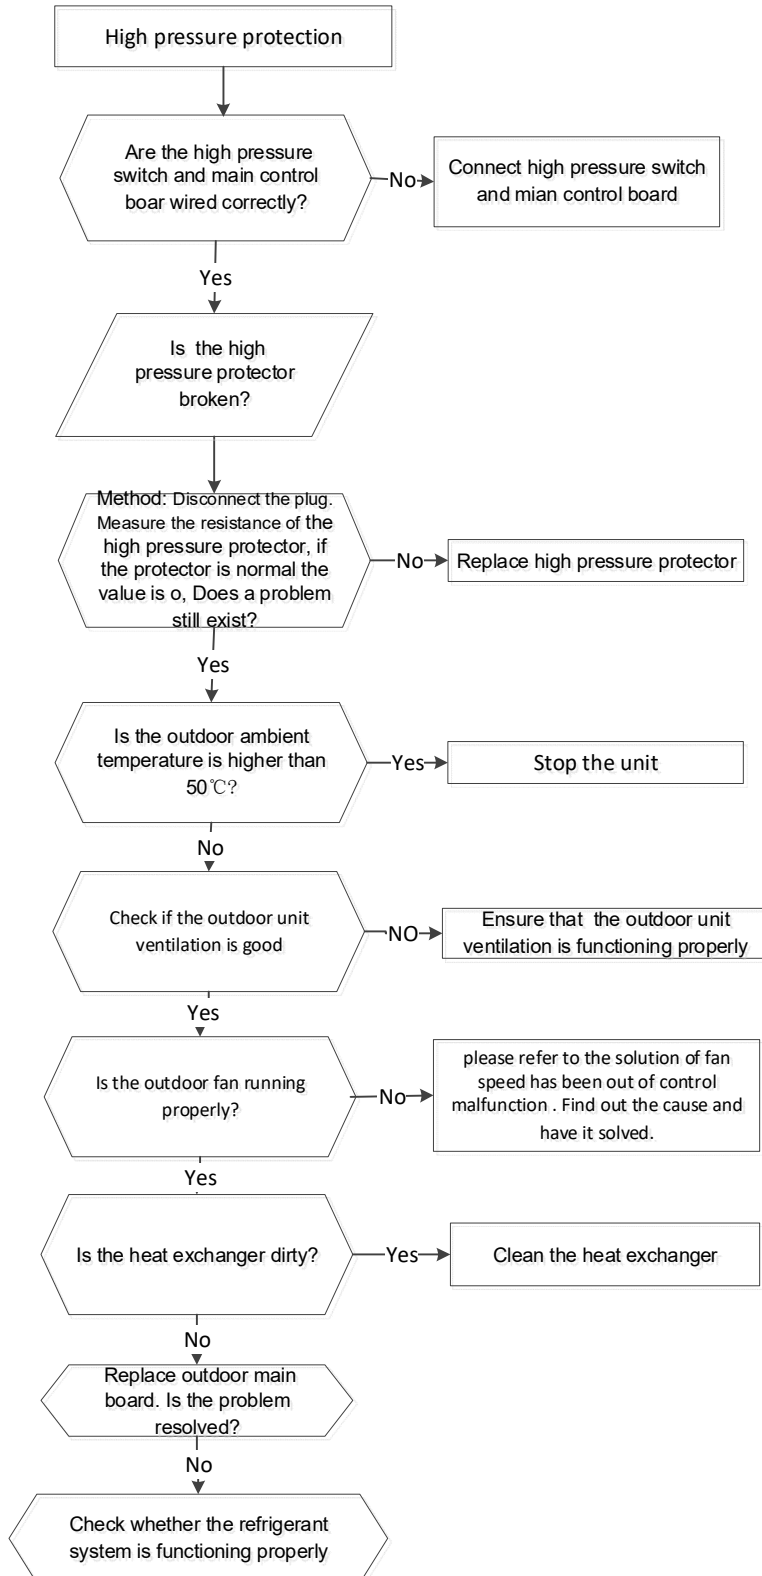 High pressure protection
Are the high pressure
switch and main control
boar wired correctly?
No
Connect high pressure switch
and mian control board
Yes
Is the high
pressure protector
broken?
Method: Disconnect the plug.
Measure the resistance of the
high pressure protector, if
the protector is normal the
value is o, Does a problem
still exist?
No
Replace high pressure protector
Yes
Is the outdoor ambient
temperature is higher than
50℃?
Yes
Stop the unit
No
Check if the outdoor unit
ventilation is good
NO
Ensure that the outdoor unit
ventilation is functioning properly
Yes
Is the outdoor fan running
properly?
No
please refer to the solution of fan
speed has been out of control
malfunction . Find out the cause and
have it solved.
Yes
Is the heat exchanger dirty?
Yes
Clean the heat exchanger
No
Replace outdoor main
board. Is the problem
resolved?
No
Check whether the refrigerant
system is functioning properly